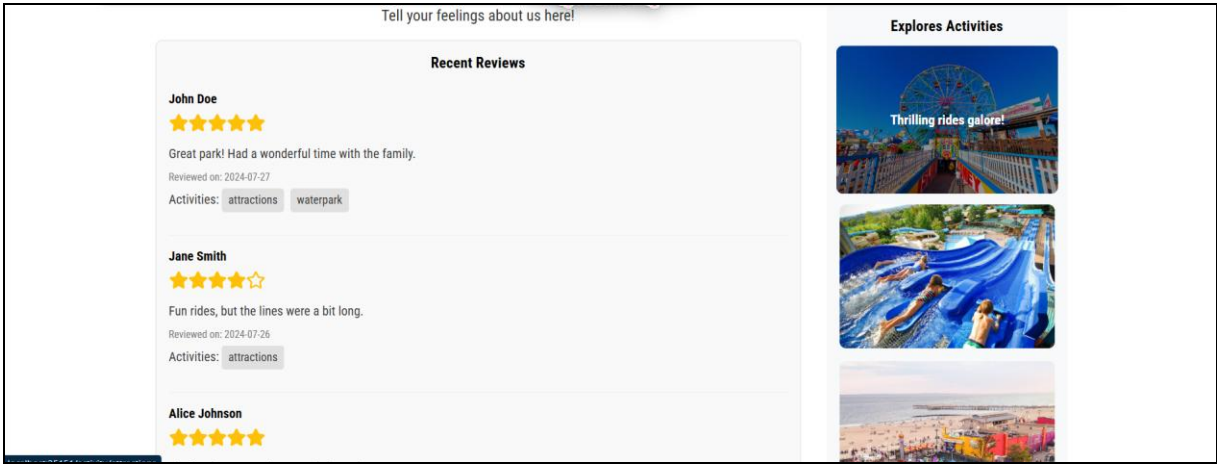 Tell your feelings about us here!
Recent Reviews
John Doe
Great park! Had a wonderful time with the family.
Reviewed on: 2024-07-27
Activities: attractions waterpark
Jane Smith
Fun rides, but the lines were a bit long.
Reviewed on: 2024-07-26
Activities: attractions
Alice Johnson
Explores Activities
Thrilling rides galore!